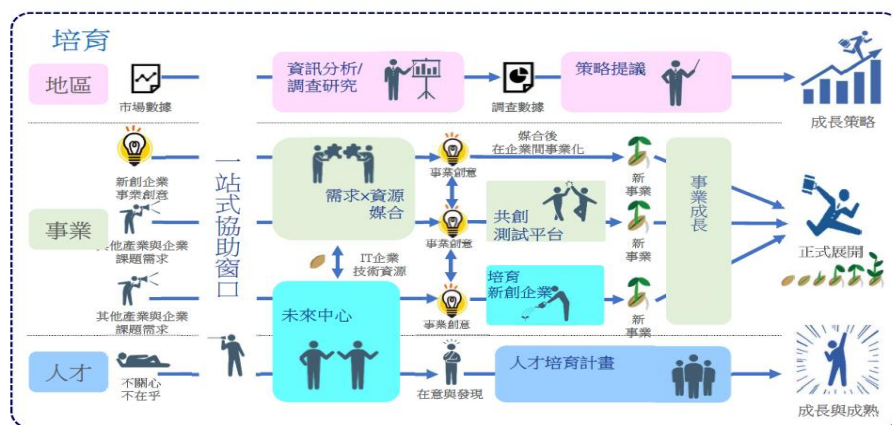 培育
地區
市場數據
資訊分析/
調查研究
調查數據
策略提議
成長策略
新創企業
事業創意
一站式協助窗口
需求×資源
媒合
事業創意
媒合後
在企業間事業化
新
事業
事業成長
事業
其他產業與企業
課題需求
事業創意
共創
測試平台
新
事業
正式展開
IT企業
技術資源
其他產業與企業
課題需求
未來中心
事業創意
培育
新創企業
新
事業
人才
不關心
不在乎
在意與發現
人才培育計畫
成長與成熟